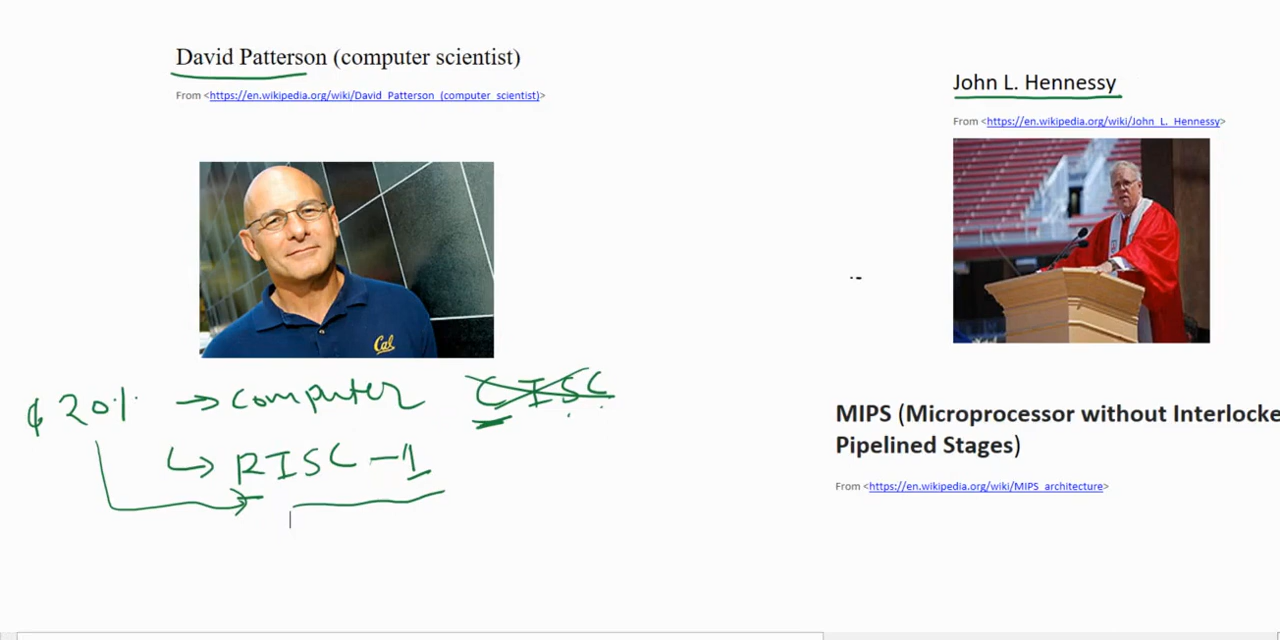 David Patterson (computer scientist)
From <https://en.wikipedia.org/wiki/David_Patterson_(computer_scientist)>
Cal
$ 20% → computer CISC
↳ RISC-1
John L. Hennessy
From <https://en.wikipedia.org/wiki/John_L._Hennessy>
MIPS (Microprocessor without Interlocke
Pipelined Stages)
From <https://en.wikipedia.org/wiki/MIPS_architecture>